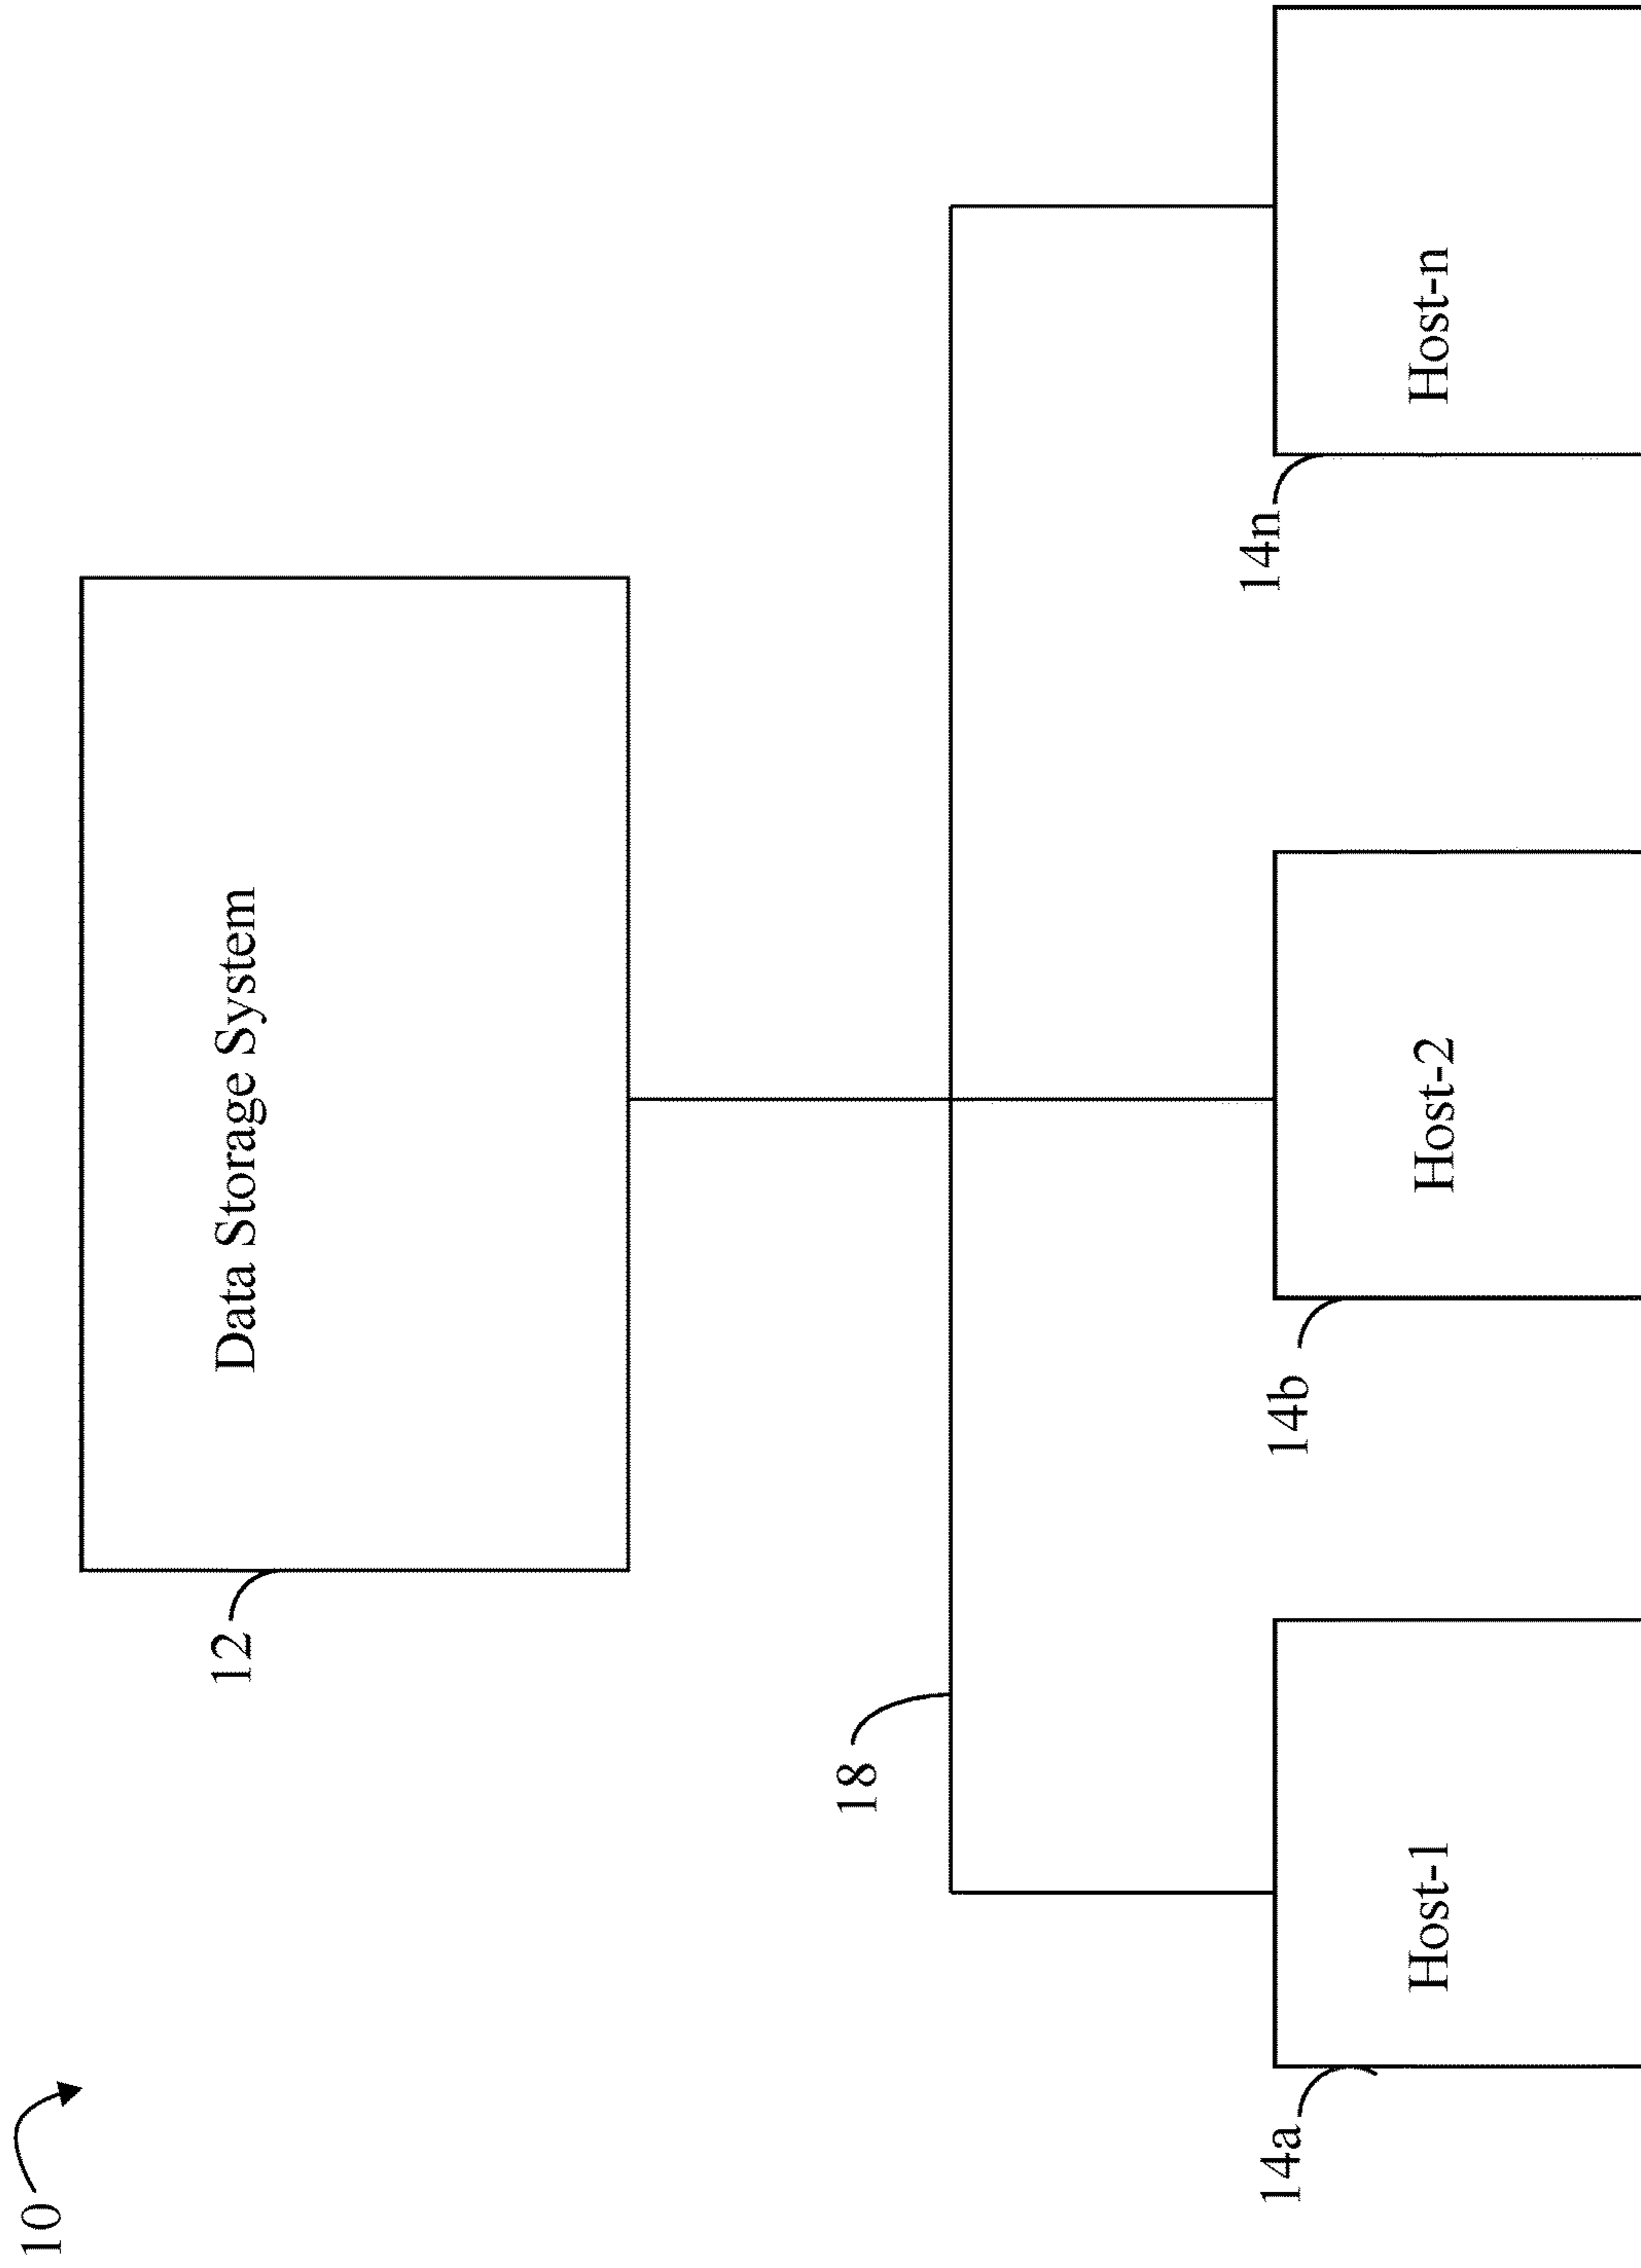 10
12
Data Storage System
18
14a
Host-1
14b
Host-2
14n
Host-n